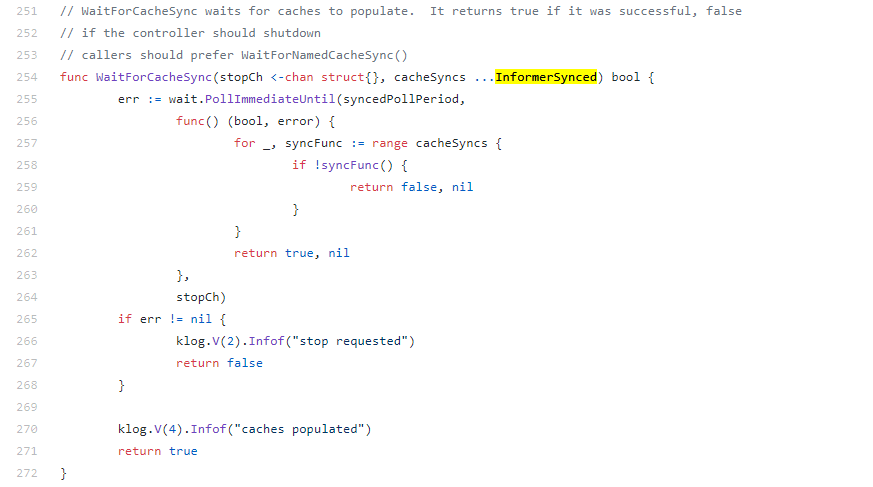 251 // WaitForCacheSync waits for caches to populate.  It returns true if it was successful, false
252 // if the controller should shutdown
253 // callers should prefer WaitForNamedCacheSync()
254 func WaitForCacheSync(stopCh <-chan struct{}, cacheSyncs ...InformerSynced) bool {
255         err := wait.PollImmediateUntil(syncedPollPeriod,
256                 func() (bool, error) {
257                         for _, syncFunc := range cacheSyncs {
258                                 if !syncFunc() {
259                                         return false, nil
260                                 }
261                         }
262                         return true, nil
263                 },
264                 stopCh)
265         if err != nil {
266                 klog.V(2).Infof("stop requested")
267                 return false
268         }
269
270         klog.V(4).Infof("caches populated")
271         return true
272 }